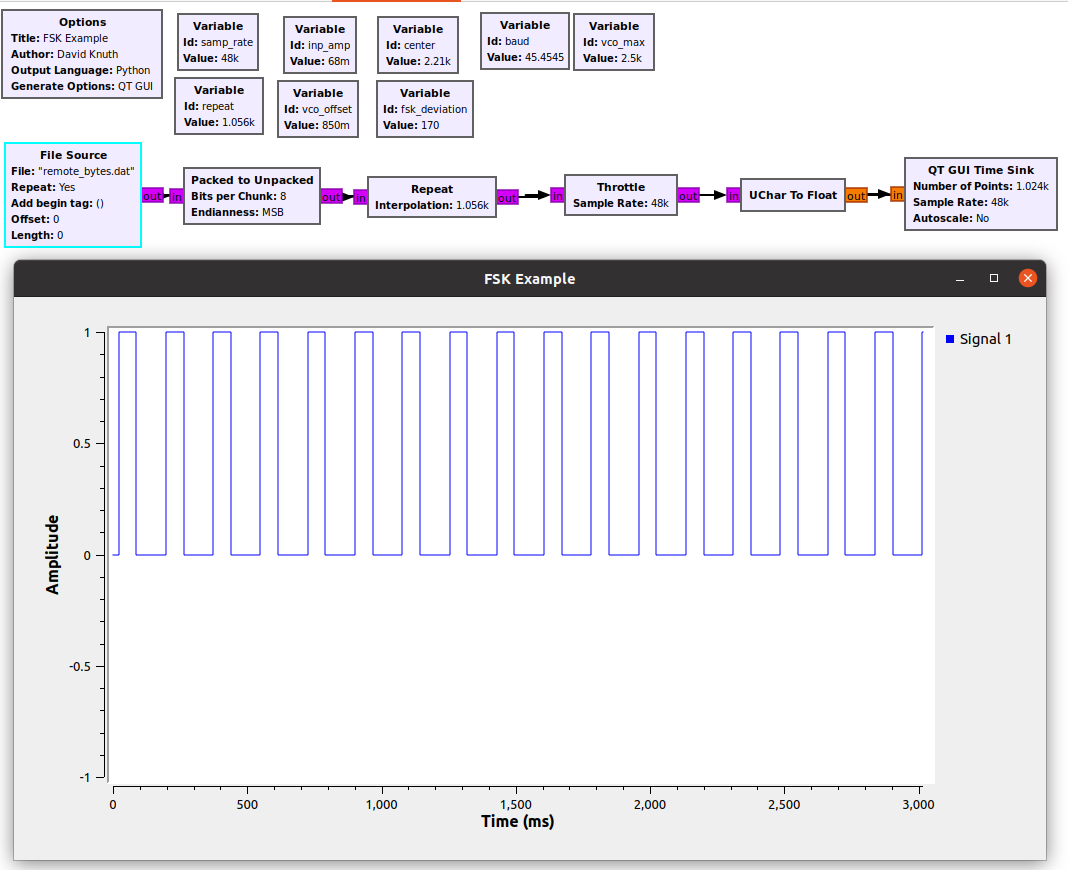 Options
Title: FSK Example
Author: David Knuth
Output Language: Python
Generate Options: QT GUI
Variable
Id: samp_rate
Value: 48k
Variable
Id: inp_amp
Value: 68m
Variable
Id: center
Value: 2.21k
Variable
Id: baud
Value: 45.4545
Variable
Id: vco_max
Value: 2.5k
Variable
Id: repeat
Value: 1.056k
Variable
Id: vco_offset
Value: 850m
Variable
Id: fsk_deviation
Value: 170
File Source
File: "remote_bytes.dat"
Repeat: Yes
Add begin tag: ()
Offset: 0
Length: 0
out
in
Packed to Unpacked
Bits per Chunk: 8
Endianness: MSB
out
in
Repeat
Interpolation: 1.056k
out
in
Throttle
Sample Rate: 48k
out
in
UChar To Float
out
in
QT GUI Time Sink
Number of Points: 1.024k
Sample Rate: 48k
Autoscale: No
FSK Example
Signal 1
1
0.5
0
-0.5
-1
Amplitude
0 500 1,000 1,500 2,000 2,500 3,000
Time (ms)